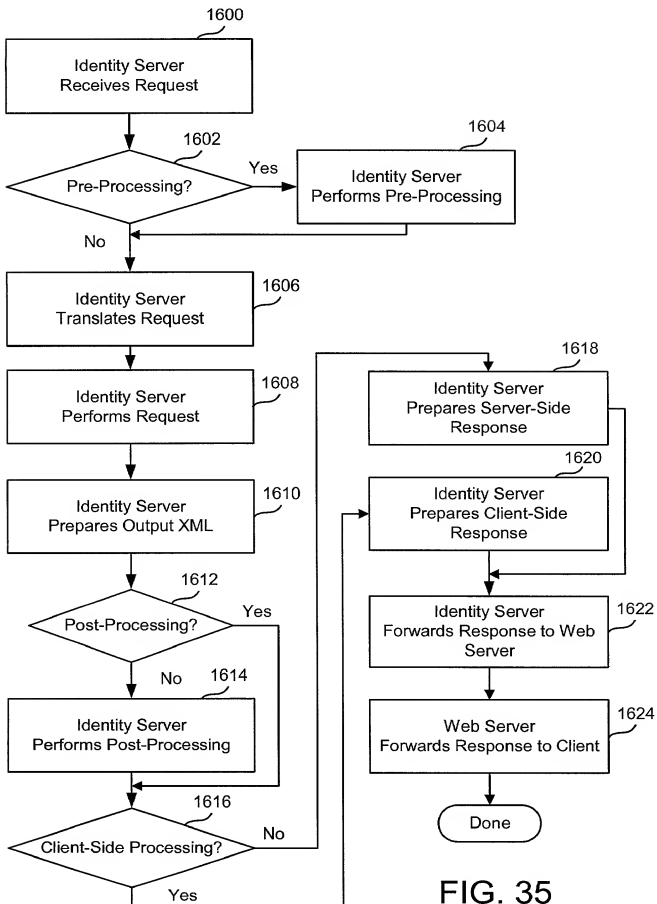 1600
Identity Server
Receives Request
1602
Pre-Processing?
Yes
No
1604
Identity Server
Performs Pre-Processing
1606
Identity Server
Translates Request
1608
Identity Server
Performs Request
1610
Identity Server
Prepares Output XML
1612
Post-Processing?
Yes
No
1614
Identity Server
Performs Post-Processing
1616
Client-Side Processing?
No
Yes
1618
Identity Server
Prepares Server-Side
Response
1620
Identity Server
Prepares Client-Side
Response
1622
Identity Server
Forwards Response to Web
Server
1624
Web Server
Forwards Response to Client
Done
FIG. 35